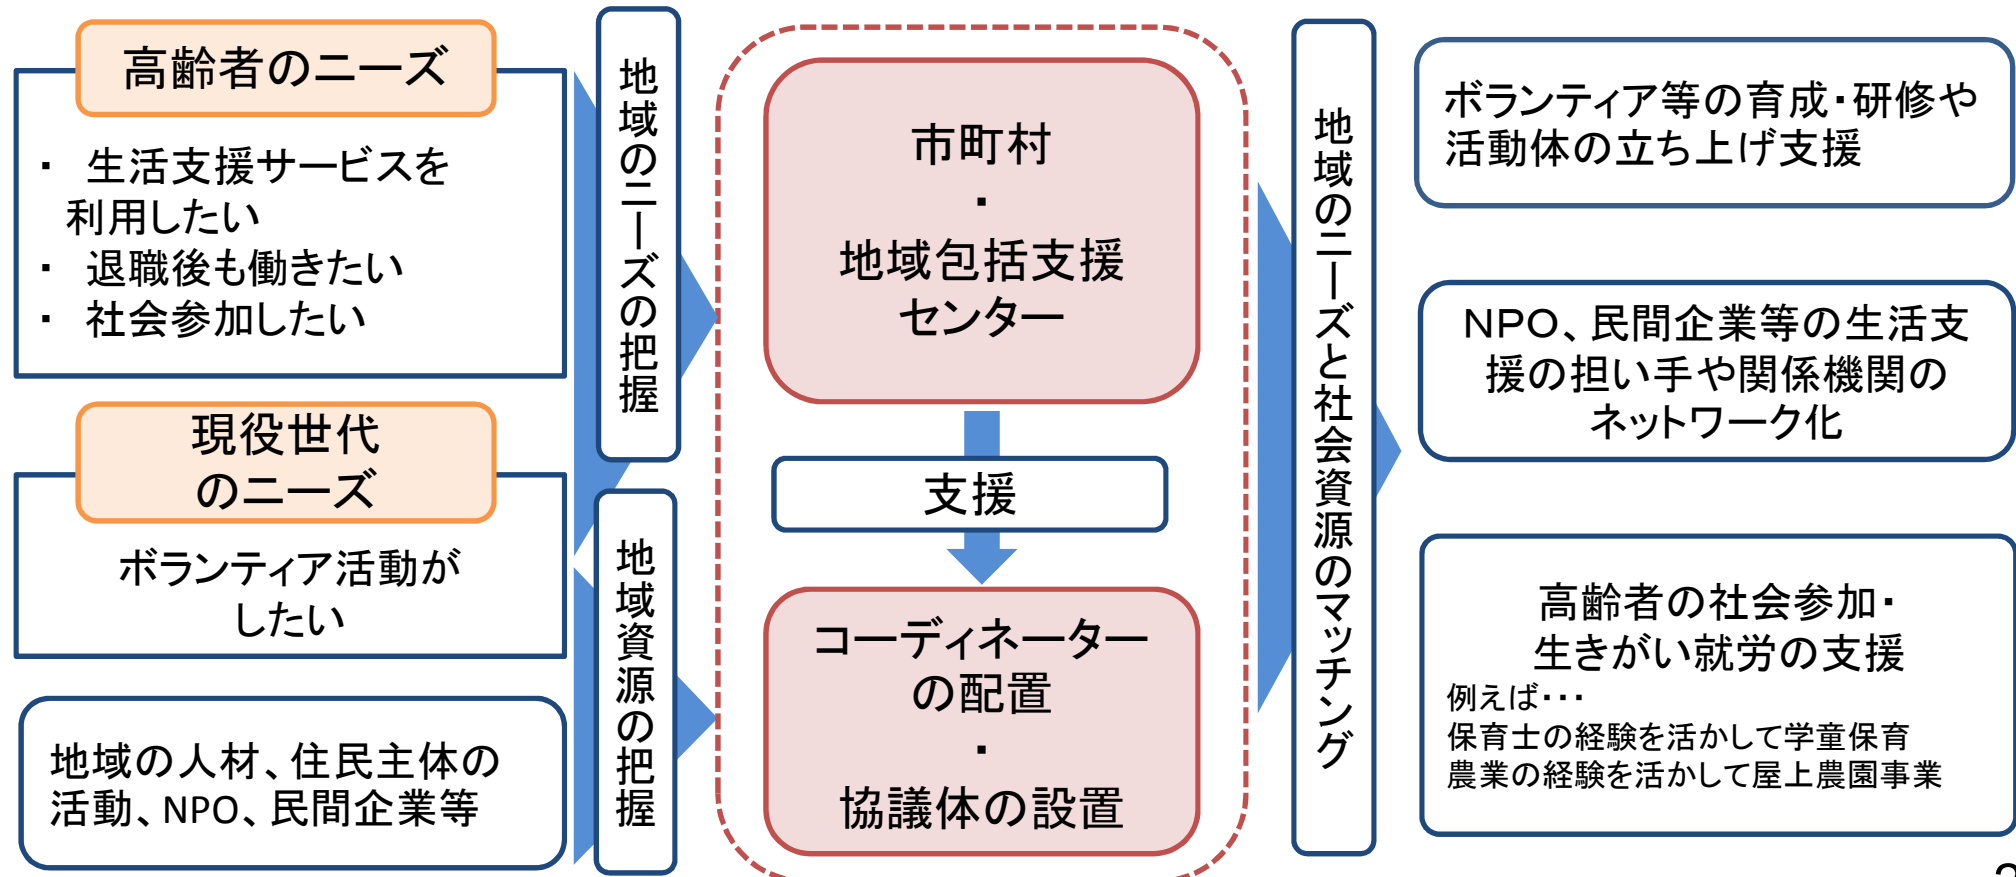 高齢者のニーズ
・ 生活支援サービスを
利用したい
・ 退職後も働きたい
・ 社会参加したい
現役世代
のニーズ
ボランティア活動が
したい
地域の人材、住民主体の
活動、NPO、民間企業等
地域のニーズの把握
地域資源の把握
市町村
・
地域包括支援
センター
支援
コーディネーター
の配置
・
協議体の設置
地域のニーズと社会資源のマッチング
ボランティア等の育成・研修や
活動体の立ち上げ支援
NPO、民間企業等の生活支
援の担い手や関係機関の
ネットワーク化
高齢者の社会参加・
生きがい就労の支援
例えば・・・
保育士の経験を活かして学童保育
農業の経験を活かして屋上農園事業